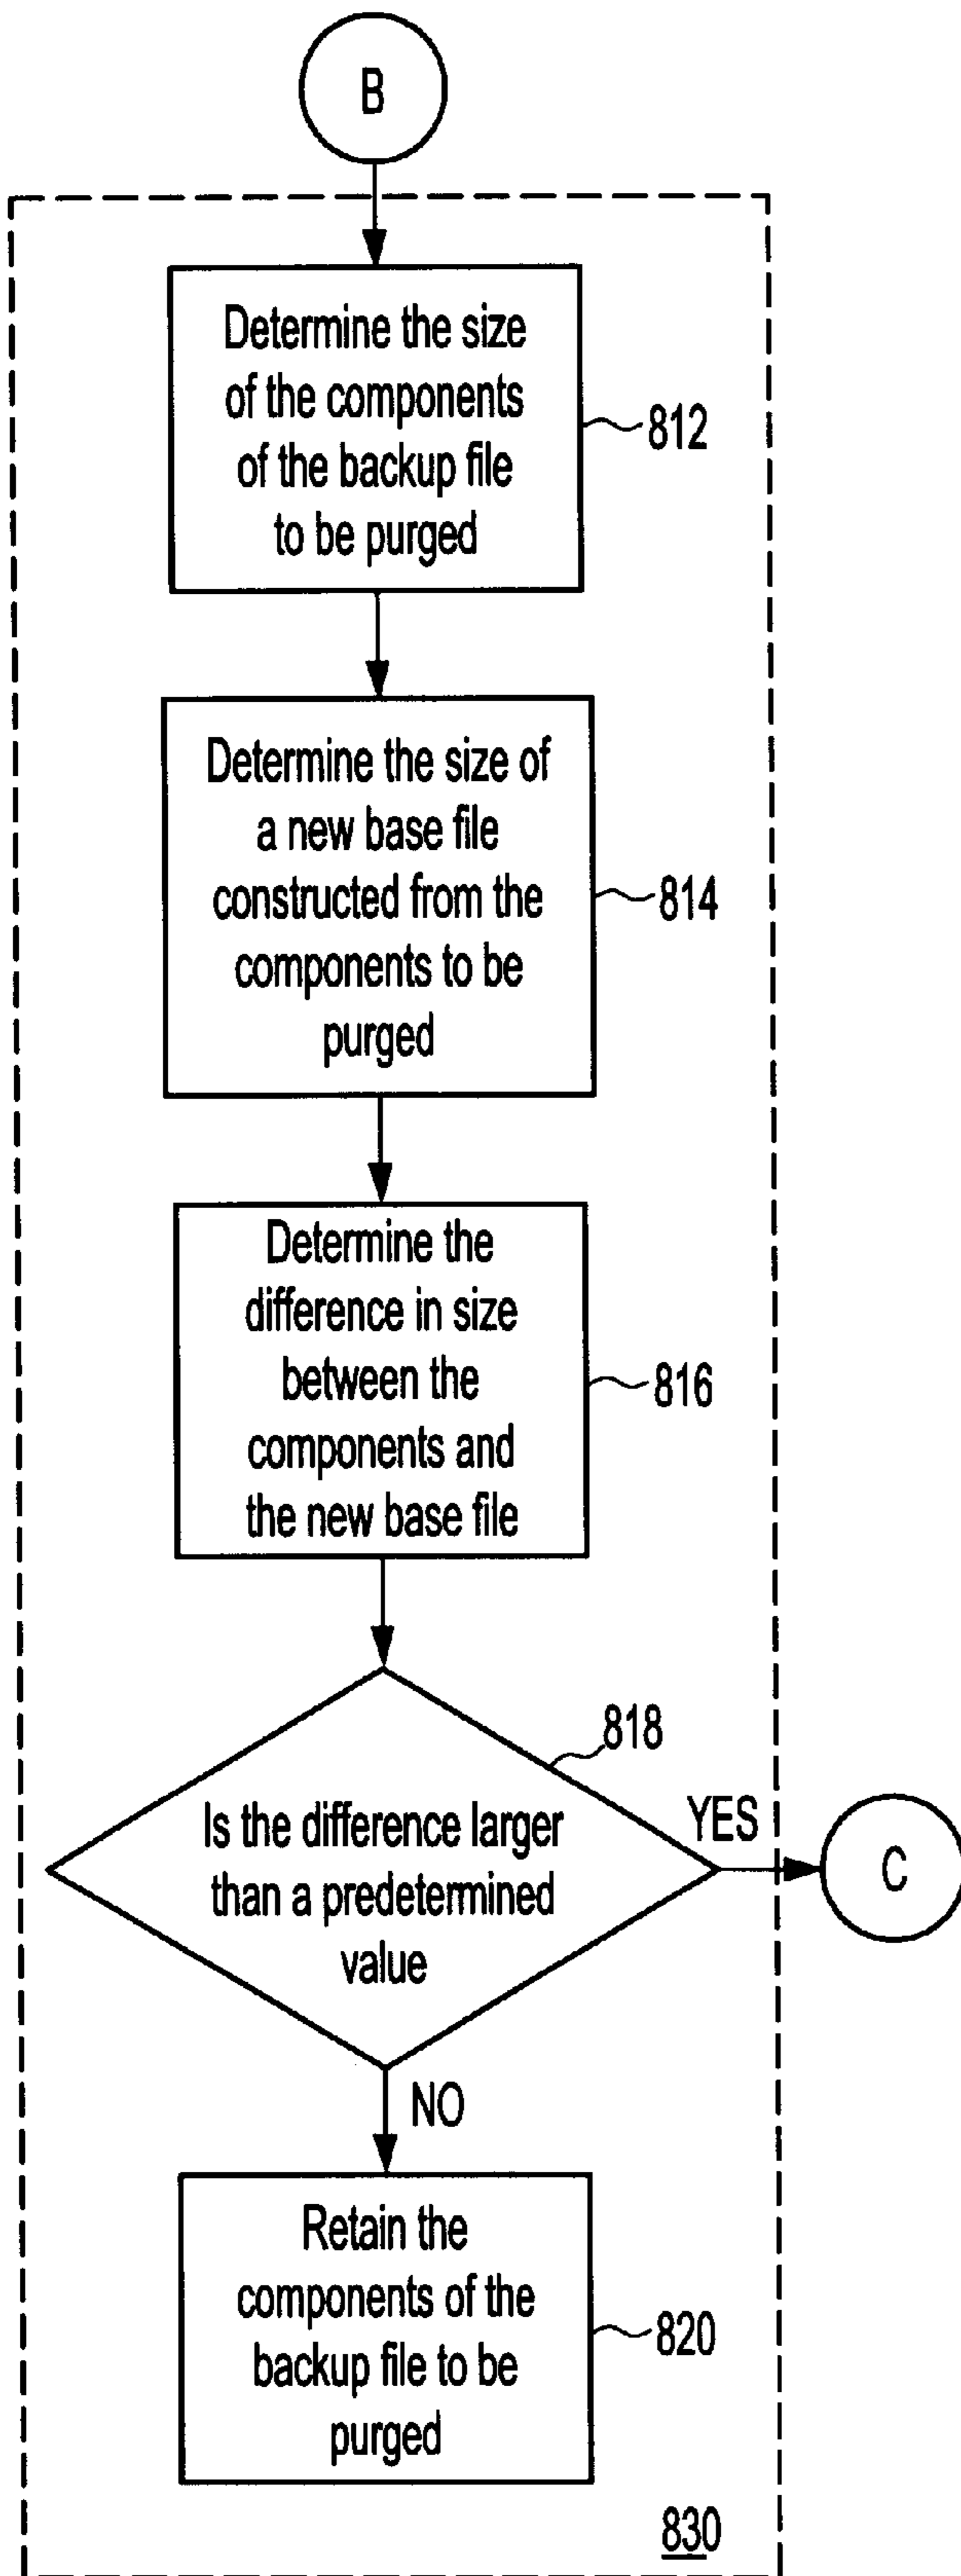 B
Determine the size
of the components
of the backup file
to be purged
812
Determine the size of
a new base file
constructed from the
components to be
purged
814
Determine the
difference in size
between the
components and
the new base file
816
818
Is the difference larger
than a predetermined
value
YES
C
NO
Retain the
components of the
backup file to be
purged
820
830